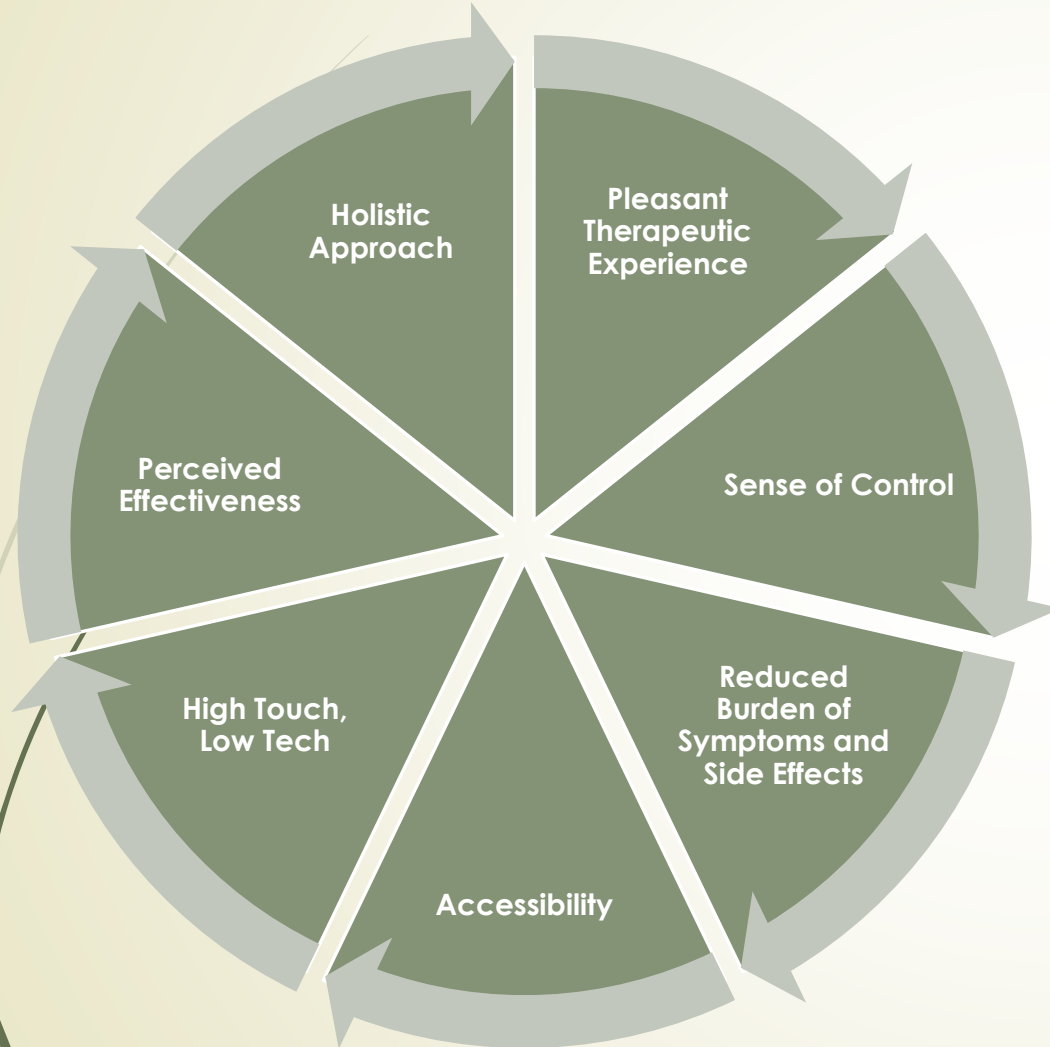 Pleasant
Therapeutic
Experience
Sense of Control
Reduced
Burden of
Symptoms and
Side Effects
Accessibility
High Touch,
Low Tech
Perceived
Effectiveness
Holistic
Approach